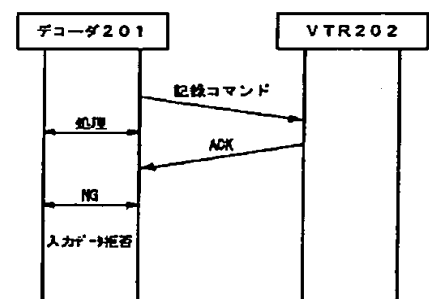 デコーダ201
VTR202
記録コマンド
処理
ACK
NG
入力データ拒否